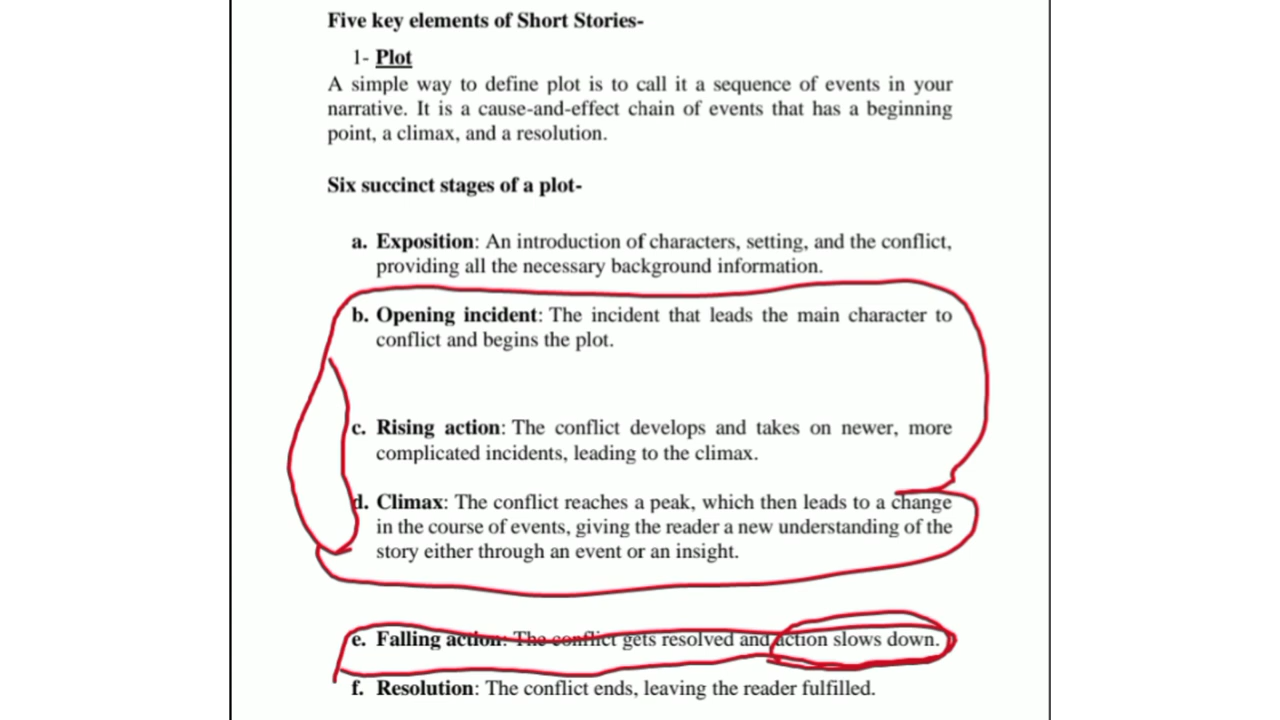 Five key elements of Short Stories-
1- Plot
A simple way to define plot is to call it a sequence of events in your
narrative. It is a cause-and-effect chain of events that has a beginning
point, a climax, and a resolution.
Six succinct stages of a plot-
a. Exposition: An introduction of characters, setting, and the conflict,
providing all the necessary background information.
b. Opening incident: The incident that leads the main character to
conflict and begins the plot.
c. Rising action: The conflict develops and takes on newer, more
complicated incidents, leading to the climax.
d. Climax: The conflict reaches a peak, which then leads to a change
in the course of events, giving the reader a new understanding of the
story either through an event or an insight.
e. Falling action: The conflict gets resolved and action slows down.
f. Resolution: The conflict ends, leaving the reader fulfilled.